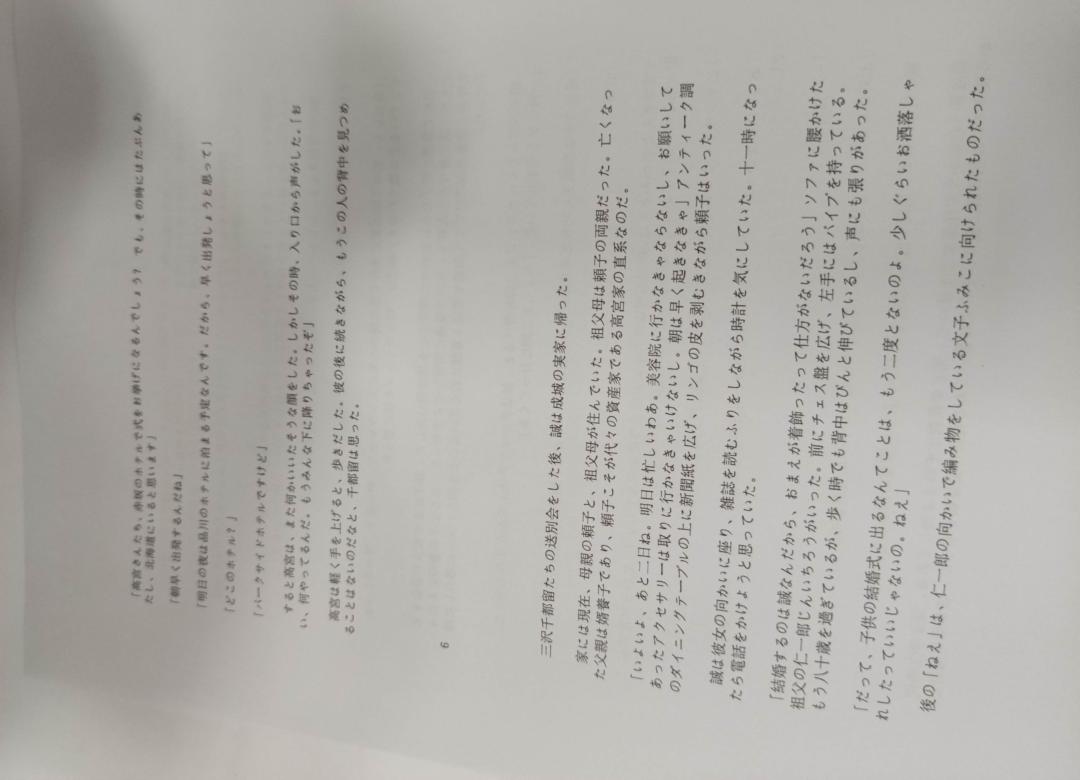 「高宮さんたち、赤坂のホテルで式をお挙げになるんでしょう？ でも、その時にはたぶんあ
たし、北海道にいると思います」
「朝早く出発するんだね」
「明日の夜は品川のホテルに泊まる予定なんです。だから、早く出発しようと思って」
「どこのホテル？」
「パークサイドホテルですけど」
すると高宮は、また何かいいたそうな顔をした。しかしその時、入り口から声がした。「お
い、何やってるんだ。もうみんな下に降りちゃったぞ」
高宮は軽く手を上げると、歩きだした。彼の後に続きながら、もうこの人の背中を見つめ
ることはないのだなと、千都留は思った。
6
三沢千都留たちの送別会をした後、誠は成城の実家に帰った。
家には現在、母親の頼子と、祖父母が住んでいた。祖父母は頼子の両親だった。亡くなっ
た父親は婿養子であり、頼子こそが代々の資産家である高宮家の直系なのだ。
「いよいよ、あと二日ね。明日は忙しいわあ。美容院に行かなきゃならないし、お願いして
あったアクセサリーは取りに行かなきゃいけないし。朝は早く起きなきゃ」アンティーク調
のダイニングテーブルの上に新聞紙を広げ、リンゴの皮を剥むきながら頼子はいった。
誠は彼女の向かいに座り、雑誌を読むふりをしながら時計を気にしていた。十一時になっ
たら電話をかけようと思っていた。
「結婚するのは誠なんだから、おまえが着飾ったって仕方がないだろう」ソファに腰かけた
祖父の仁一郎じんいちろうがいった。前にチェス盤を広げ、左手にはパイプを持っている。
もう八十歳を過ぎているが、歩く時でも背中はぴんと伸びているし、声にも張りがあった。
「だって、子供の結婚式に出るなんてことは、もう二度とないのよ。少しぐらいお洒落しゃ
れしたっていいじゃないの。ねえ」
後の「ねえ」は、仁一郎の向かいで編み物をしている文子ふみこに向けられたものだった。